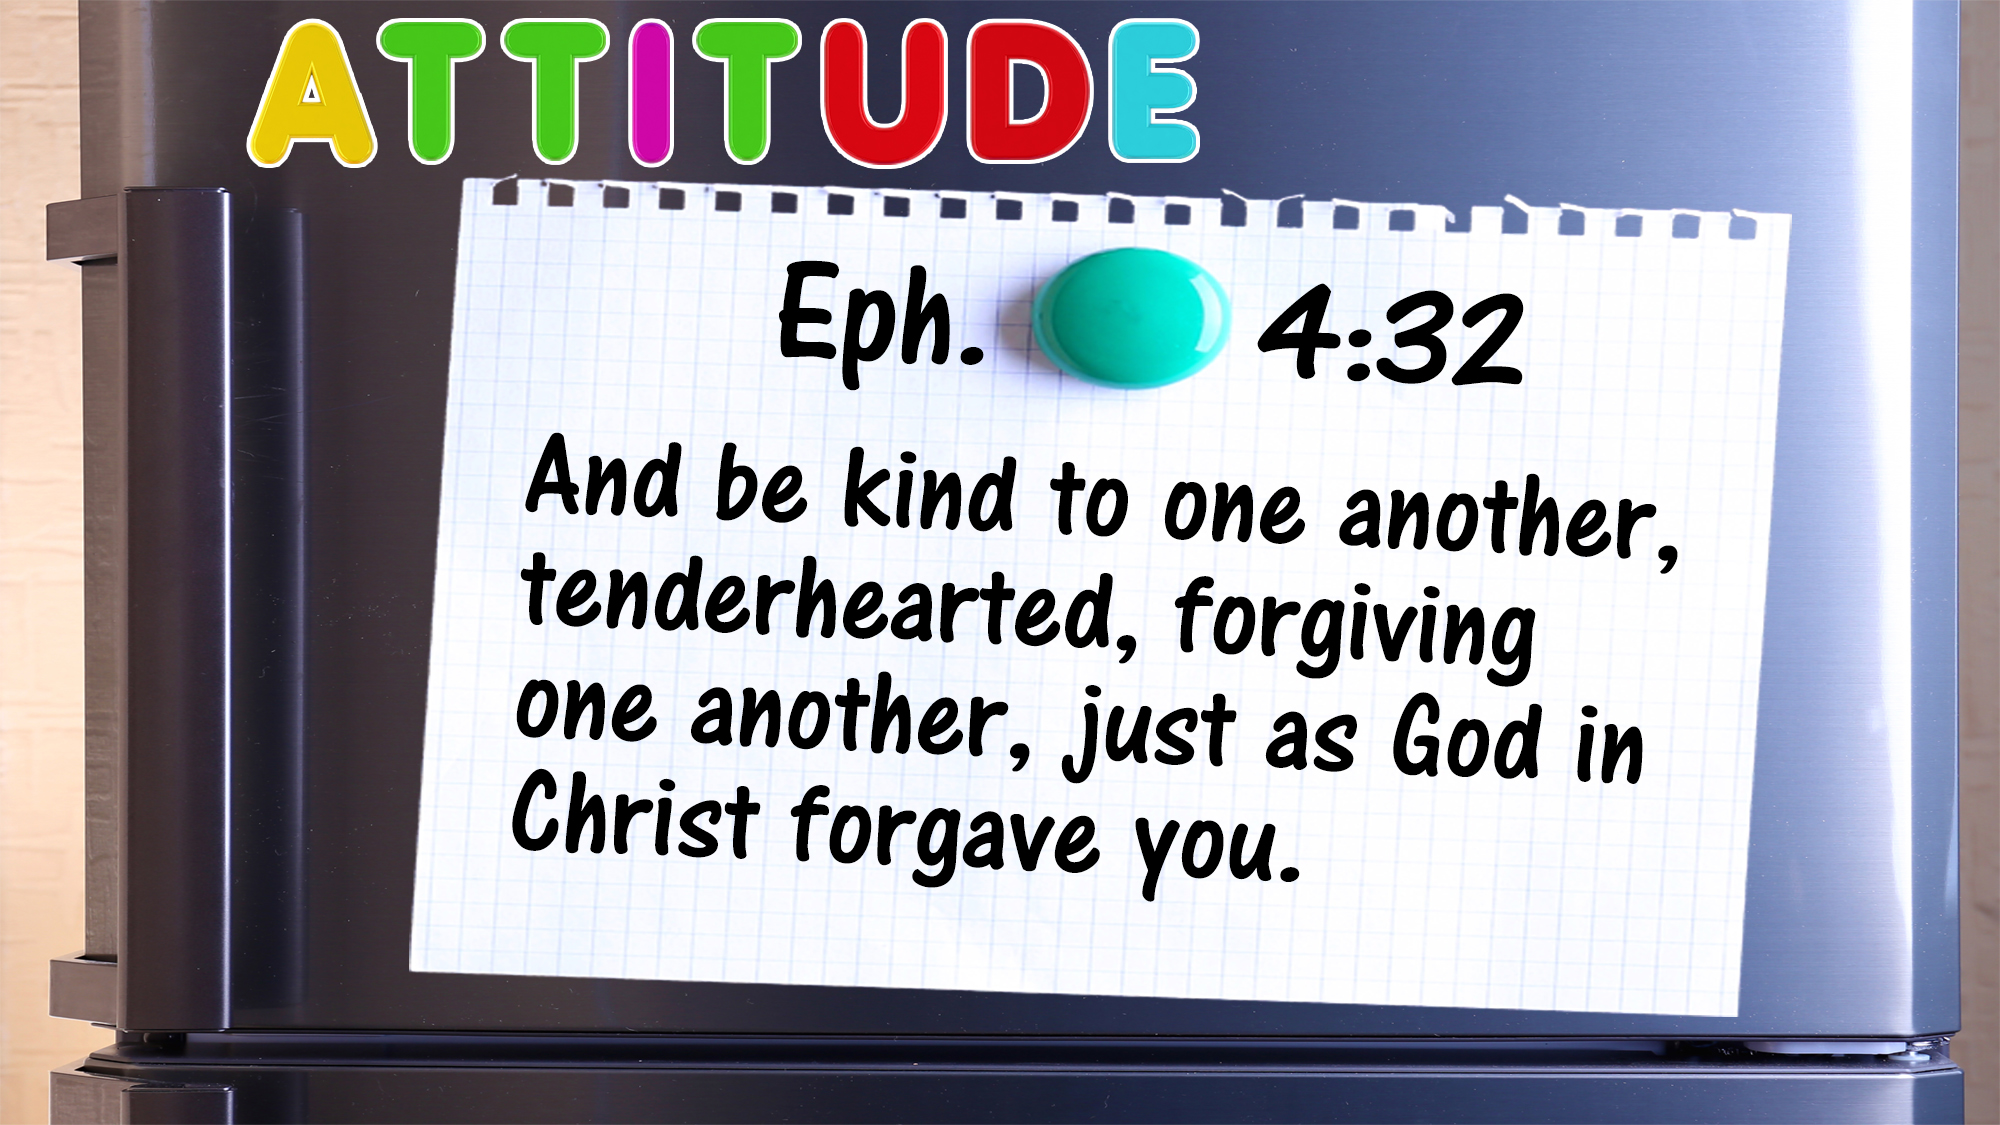 ATTITUDE
Eph. 4:32
And be kind to one another,
tenderhearted, forgiving
one another, just as God in
Christ forgave you.